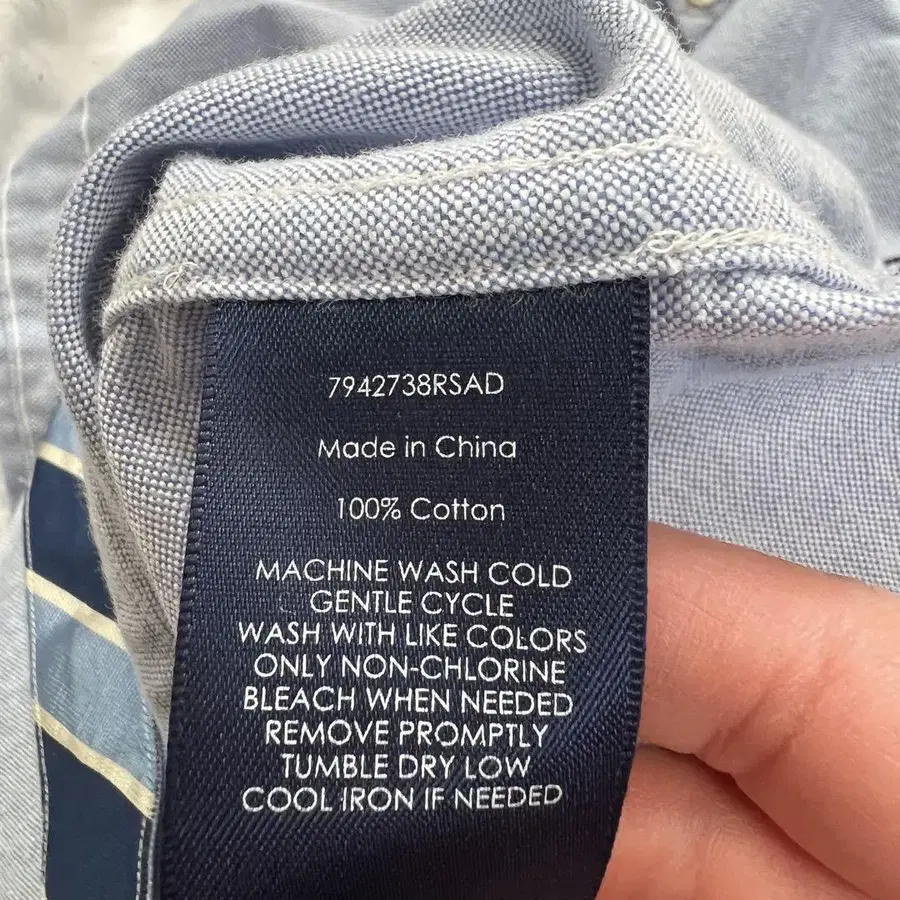 7942738RSAD
Made in China
100% Cotton
MACHINE WASH COLD
GENTLE CYCLE
WASH WITH LIKE COLORS
ONLY NON-CHLORINE
BLEACH WHEN NEEDED
REMOVE PROMPTLY
TUMBLE DRY LOW
COOL IRON IF NEEDED